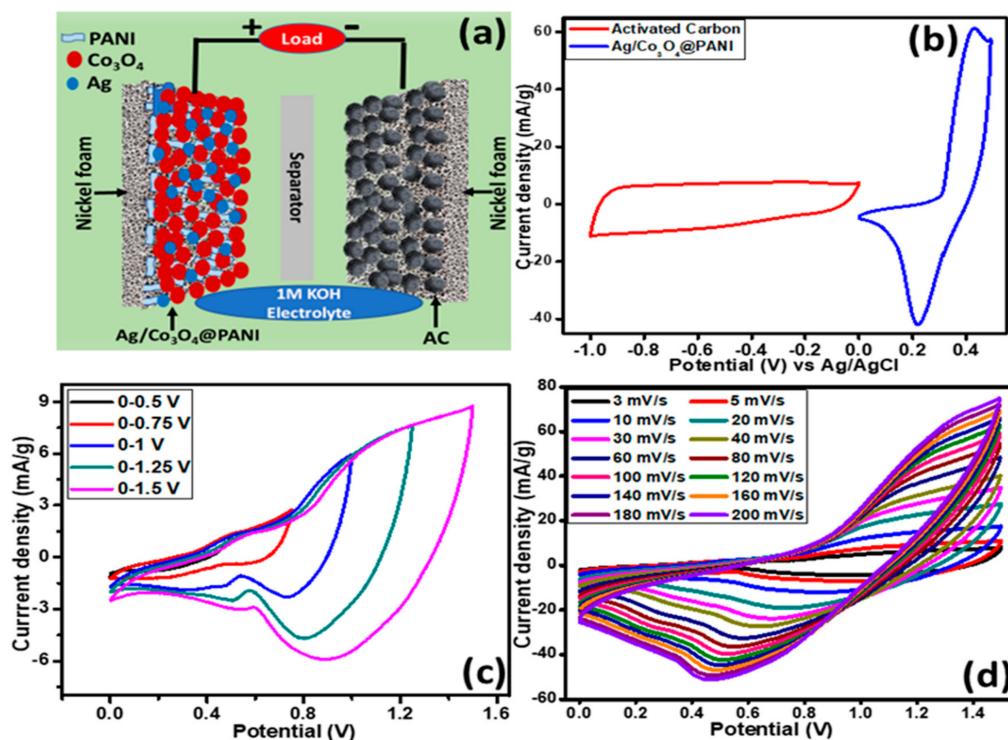 (a)
PANI
Co₃O₄
Ag
+ Load −
Nickel foam
Separator
Nickel foam
1M KOH
Electrolyte
Ag/Co₃O₄@PANI
AC
(b)
Activated Carbon
Ag/Co₃O₄@PANI
Current density (mA/g)
60
40
20
0
-20
-40
-1.0 -0.8 -0.6 -0.4 -0.2 0.0 0.2 0.4
Potential (V) vs Ag/AgCl
(c)
0-0.5 V
0-0.75 V
0-1 V
0-1.25 V
0-1.5 V
Current density (mA/g)
9
6
3
0
-3
-6
0.0 0.4 0.8 1.2 1.6
Potential (V)
(d)
3 mV/s 5 mV/s
10 mV/s 20 mV/s
30 mV/s 40 mV/s
60 mV/s 80 mV/s
100 mV/s 120 mV/s
140 mV/s 160 mV/s
180 mV/s 200 mV/s
Current density (mA/g)
80
60
40
20
0
-20
-40
-60
0.0 0.3 0.6 0.9 1.2 1.5
Potential (V)